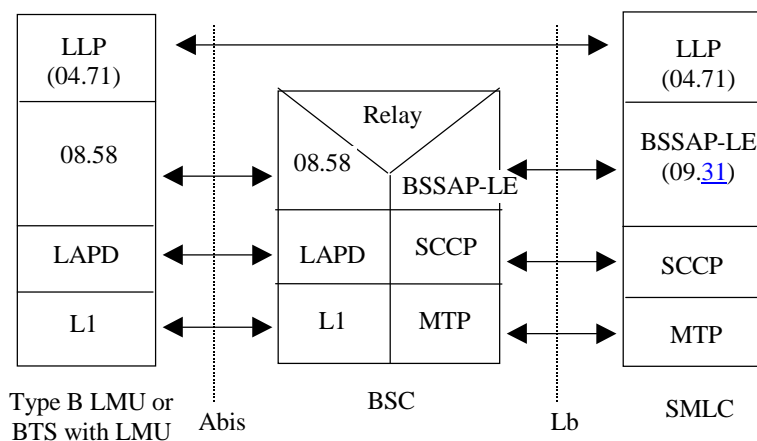 LLP
(04.71)
08.58
LAPD
L1
Type B LMU or
BTS with LMU
Abis
Relay
08.58
BSSAP-LE
LAPD
SCCP
L1
MTP
BSC
Lb
LLP
(04.71)
BSSAP-LE
(09.31)
SCCP
MTP
SMLC